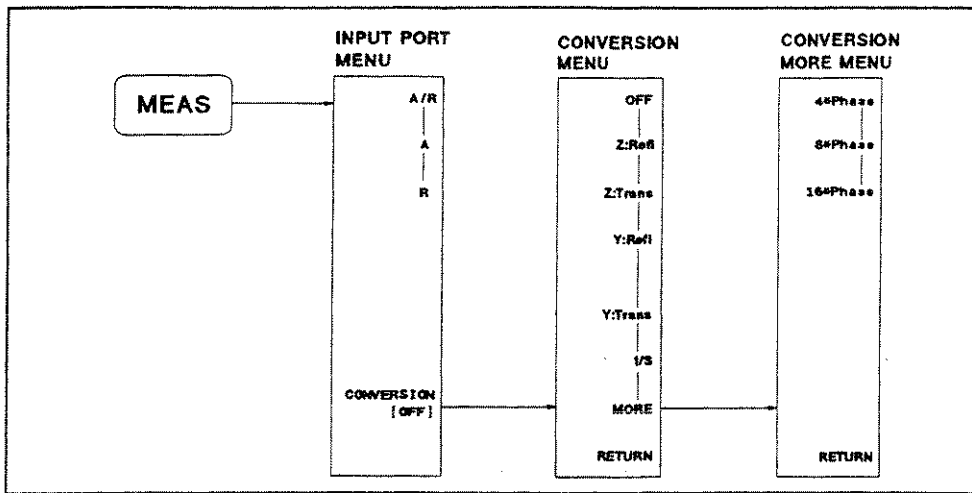 MEAS
INPUT PORT
MENU
A/R
A
R
CONVERSION
[OFF]
CONVERSION
MENU
OFF
Z:Refl
Z:Trans
Y:Refl
Y:Trans
1/S
MORE
RETURN
CONVERSION
MORE MENU
4*Phase
8*Phase
16*Phase
RETURN